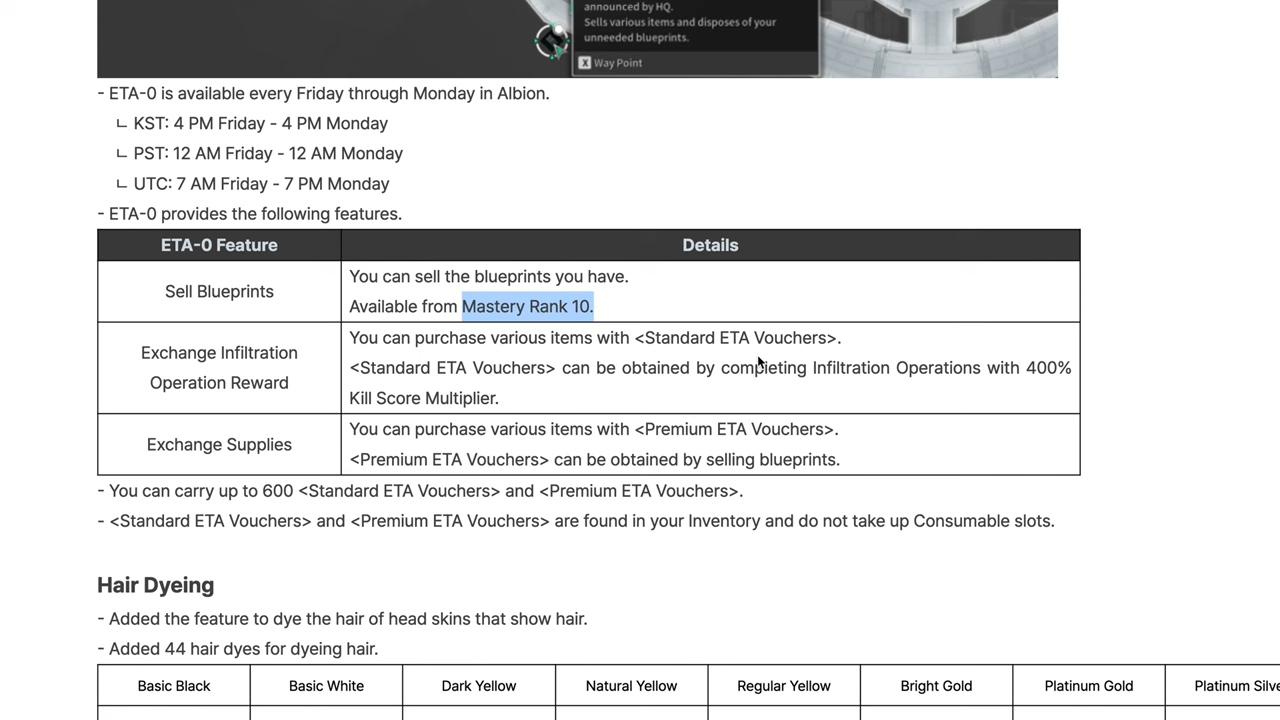 announced by HQ.
Sells various items and disposes of your
unneeded blueprints.
X Way Point
- ETA-0 is available every Friday through Monday in Albion.
ㄴ KST: 4 PM Friday - 4 PM Monday
ㄴ PST: 12 AM Friday - 12 AM Monday
ㄴ UTC: 7 AM Friday - 7 PM Monday
- ETA-0 provides the following features.
ETA-0 Feature Details
Sell Blueprints
You can sell the blueprints you have.
Available from Mastery Rank 10.
Exchange Infiltration
Operation Reward
You can purchase various items with <Standard ETA Vouchers>.
<Standard ETA Vouchers> can be obtained by completing Infiltration Operations with 400%
Kill Score Multiplier.
Exchange Supplies
You can purchase various items with <Premium ETA Vouchers>.
<Premium ETA Vouchers> can be obtained by selling blueprints.
- You can carry up to 600 <Standard ETA Vouchers> and <Premium ETA Vouchers>.
- <Standard ETA Vouchers> and <Premium ETA Vouchers> are found in your Inventory and do not take up Consumable slots.
Hair Dyeing
- Added the feature to dye the hair of head skins that show hair.
- Added 44 hair dyes for dyeing hair.
Basic Black Basic White Dark Yellow Natural Yellow Regular Yellow Bright Gold Platinum Gold Platinum Silve